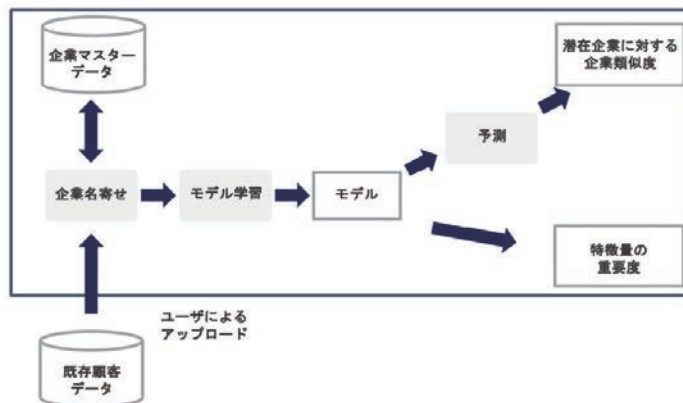 企業マスター
データ
潜在企業に対する
企業類似度
予測
企業名寄せ
モデル学習
モデル
特徴量の
重要度
ユーザによる
アップロード
既存顧客
データ